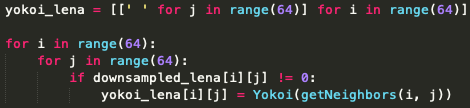 yokoi_lena = [[' ' for j in range(64)] for i in range(64)]

for i in range(64):
    for j in range(64):
        if downsampled_lena[i][j] != 0:
            yokoi_lena[i][j] = Yokoi(getNeighbors(i, j))